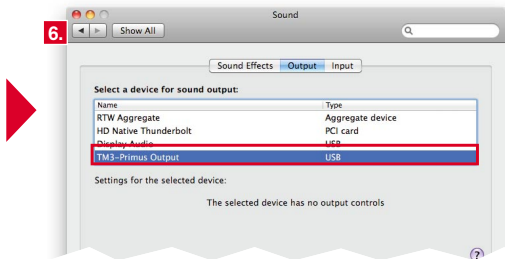 Sound
6.
Show All
Sound Effects Output Input
Select a device for sound output:
Name Type
RTW Aggregate Aggregate device
HD Native Thunderbolt PCI card
Display Audio USB
TM3-Primus Output USB
Settings for the selected device:
The selected device has no output controls
?